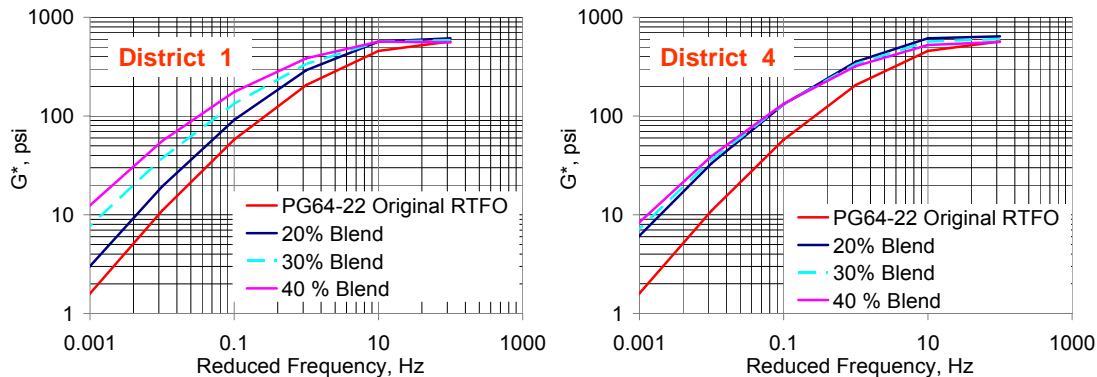 District 1
G*, psi
1000
100
10
1
0.001
0.1
10
1000
Reduced Frequency, Hz
PG64-22 Original RTFO
20% Blend
30% Blend
40 % Blend
District 4
G*, psi
1000
100
10
1
0.001
0.1
10
1000
Reduced Frequency, Hz
PG64-22 Original RTFO
20% Blend
30% Blend
40 % Blend